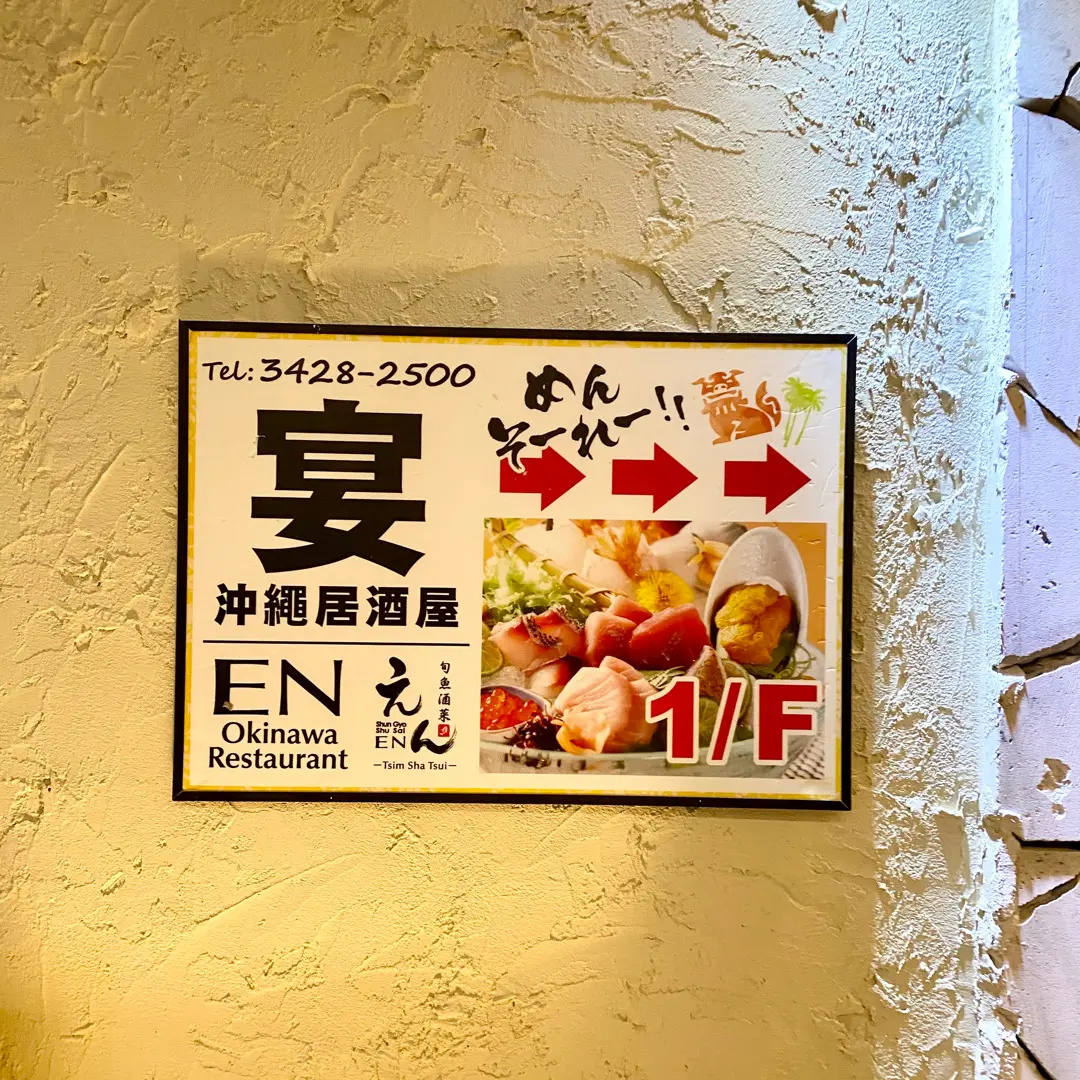 Tel: 3428-2500
宴
沖繩居酒屋
EN
Okinawa
Restaurant
えん
旬魚酒菜
Shun Gyo
Shu Sai
EN
-Tsim Sha Tsui-
めん
そーれー!!
1/F